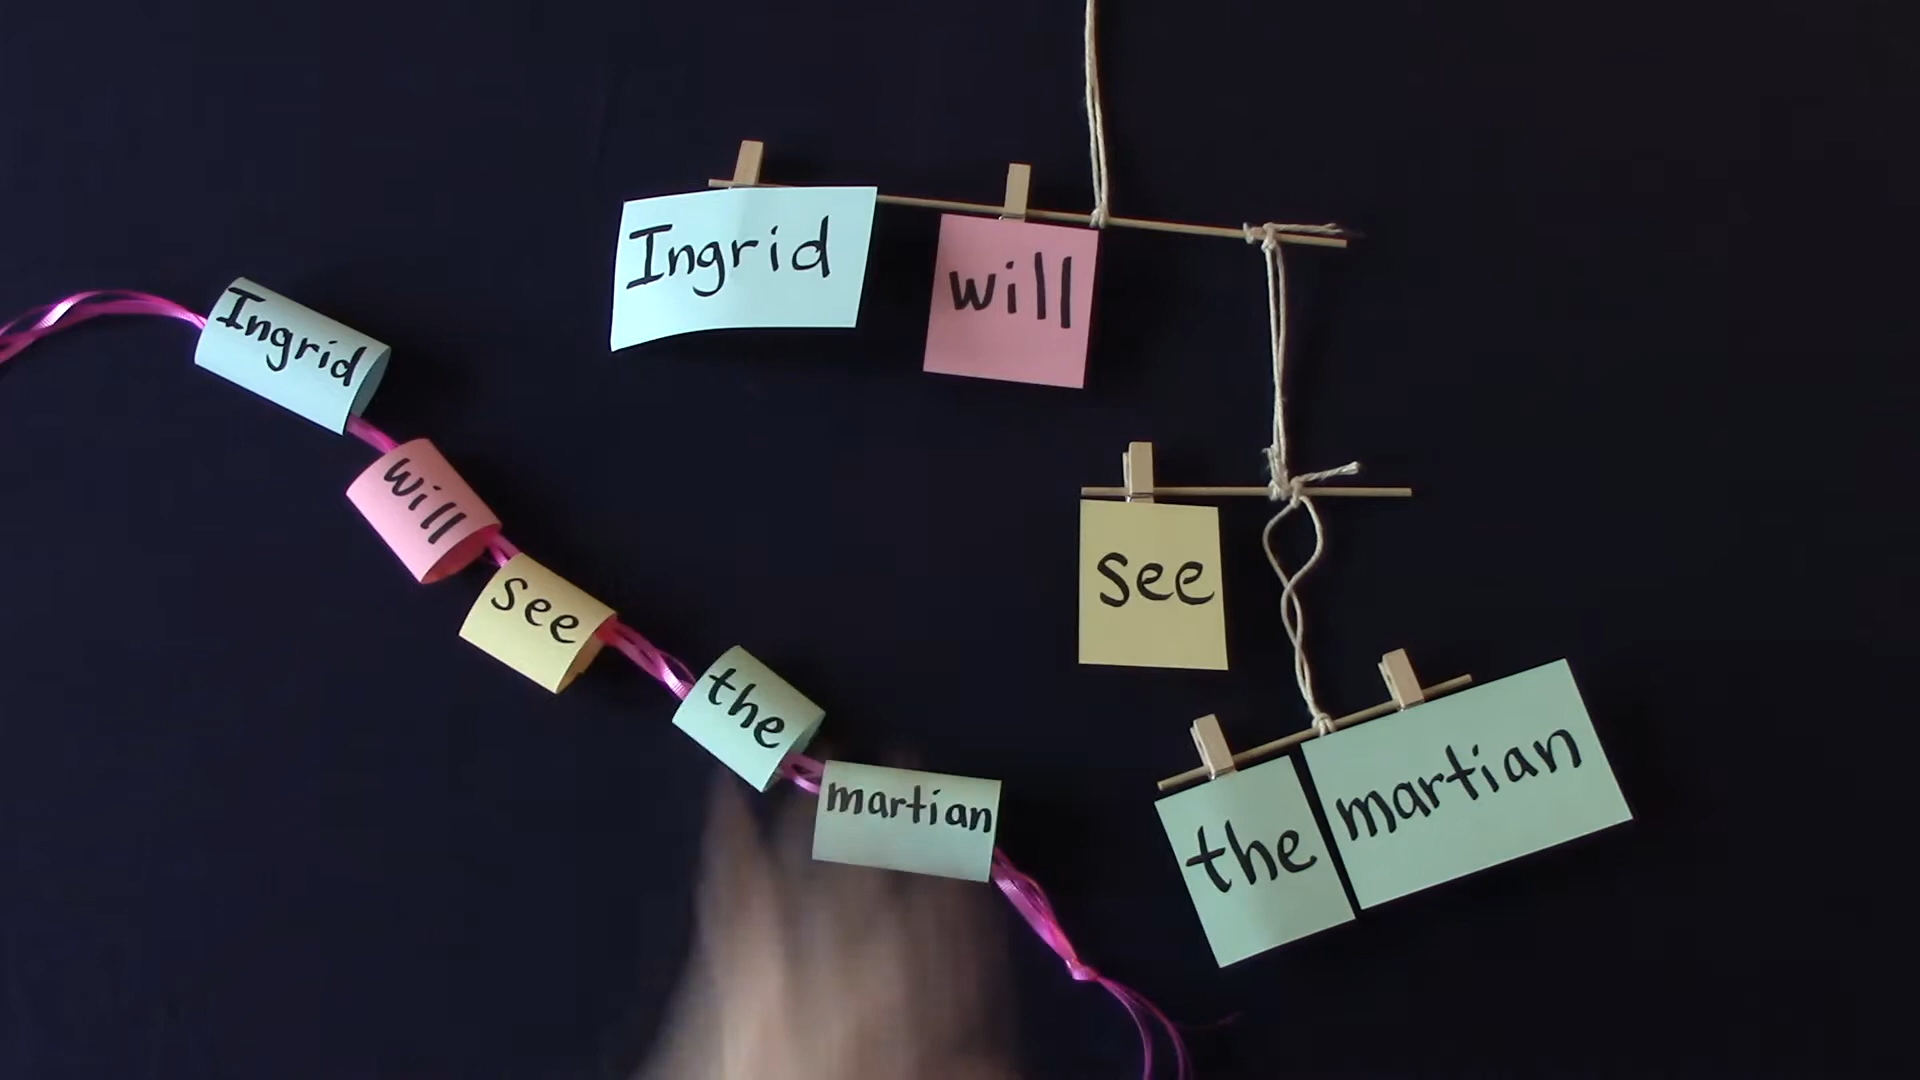 Ingrid
will
see
the
martian
Ingrid
will
see
the
martian